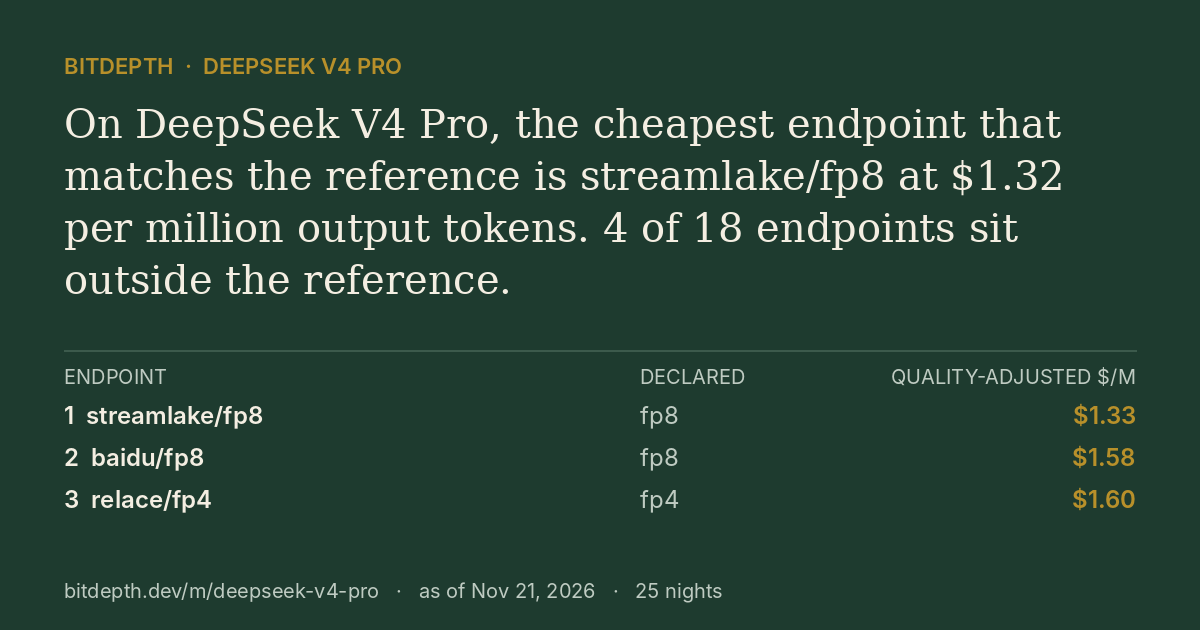 BITDEPTH · DEEPSEEK V4 PRO
On DeepSeek V4 Pro, the cheapest endpoint that
matches the reference is streamlake/fp8 at $1.32
per million output tokens. 4 of 18 endpoints sit
outside the reference.
ENDPOINT DECLARED QUALITY-ADJUSTED $/M
1 streamlake/fp8 fp8 $1.33
2 baidu/fp8 fp8 $1.58
3 relace/fp4 fp4 $1.60
bitdepth.dev/m/deepseek-v4-pro · as of Nov 21, 2026 · 25 nights